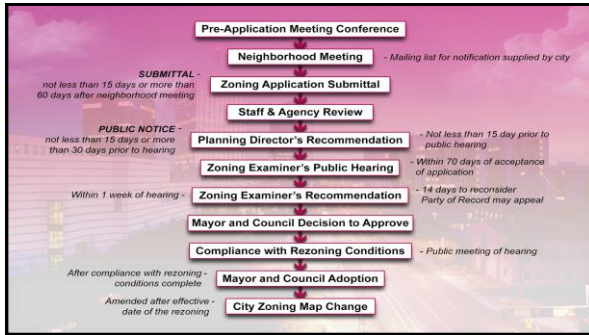 Pre-Application Meeting Conference
Neighborhood Meeting
- Mailing list for notification supplied by city
SUBMITTAL -
not less than 15 days or more than
60 days after neighborhood meeting
Zoning Application Submittal
Staff & Agency Review
PUBLIC NOTICE -
not less than 15 days or more
than 30 days prior to hearing
Planning Director's Recommendation
- Not less than 15 day prior to
public hearing
Zoning Examiner's Public Hearing
- Within 70 days of acceptance
of application
Within 1 week of hearing -
Zoning Examiner's Recommendation
- 14 days to reconsider
Party of Record may appeal
Mayor and Council Decision to Approve
Compliance with Rezoning Conditions
- Public meeting of hearing
After compliance with rezoning -
conditions complete
Mayor and Council Adoption
Amended after effective -
date of the rezoning
City Zoning Map Change